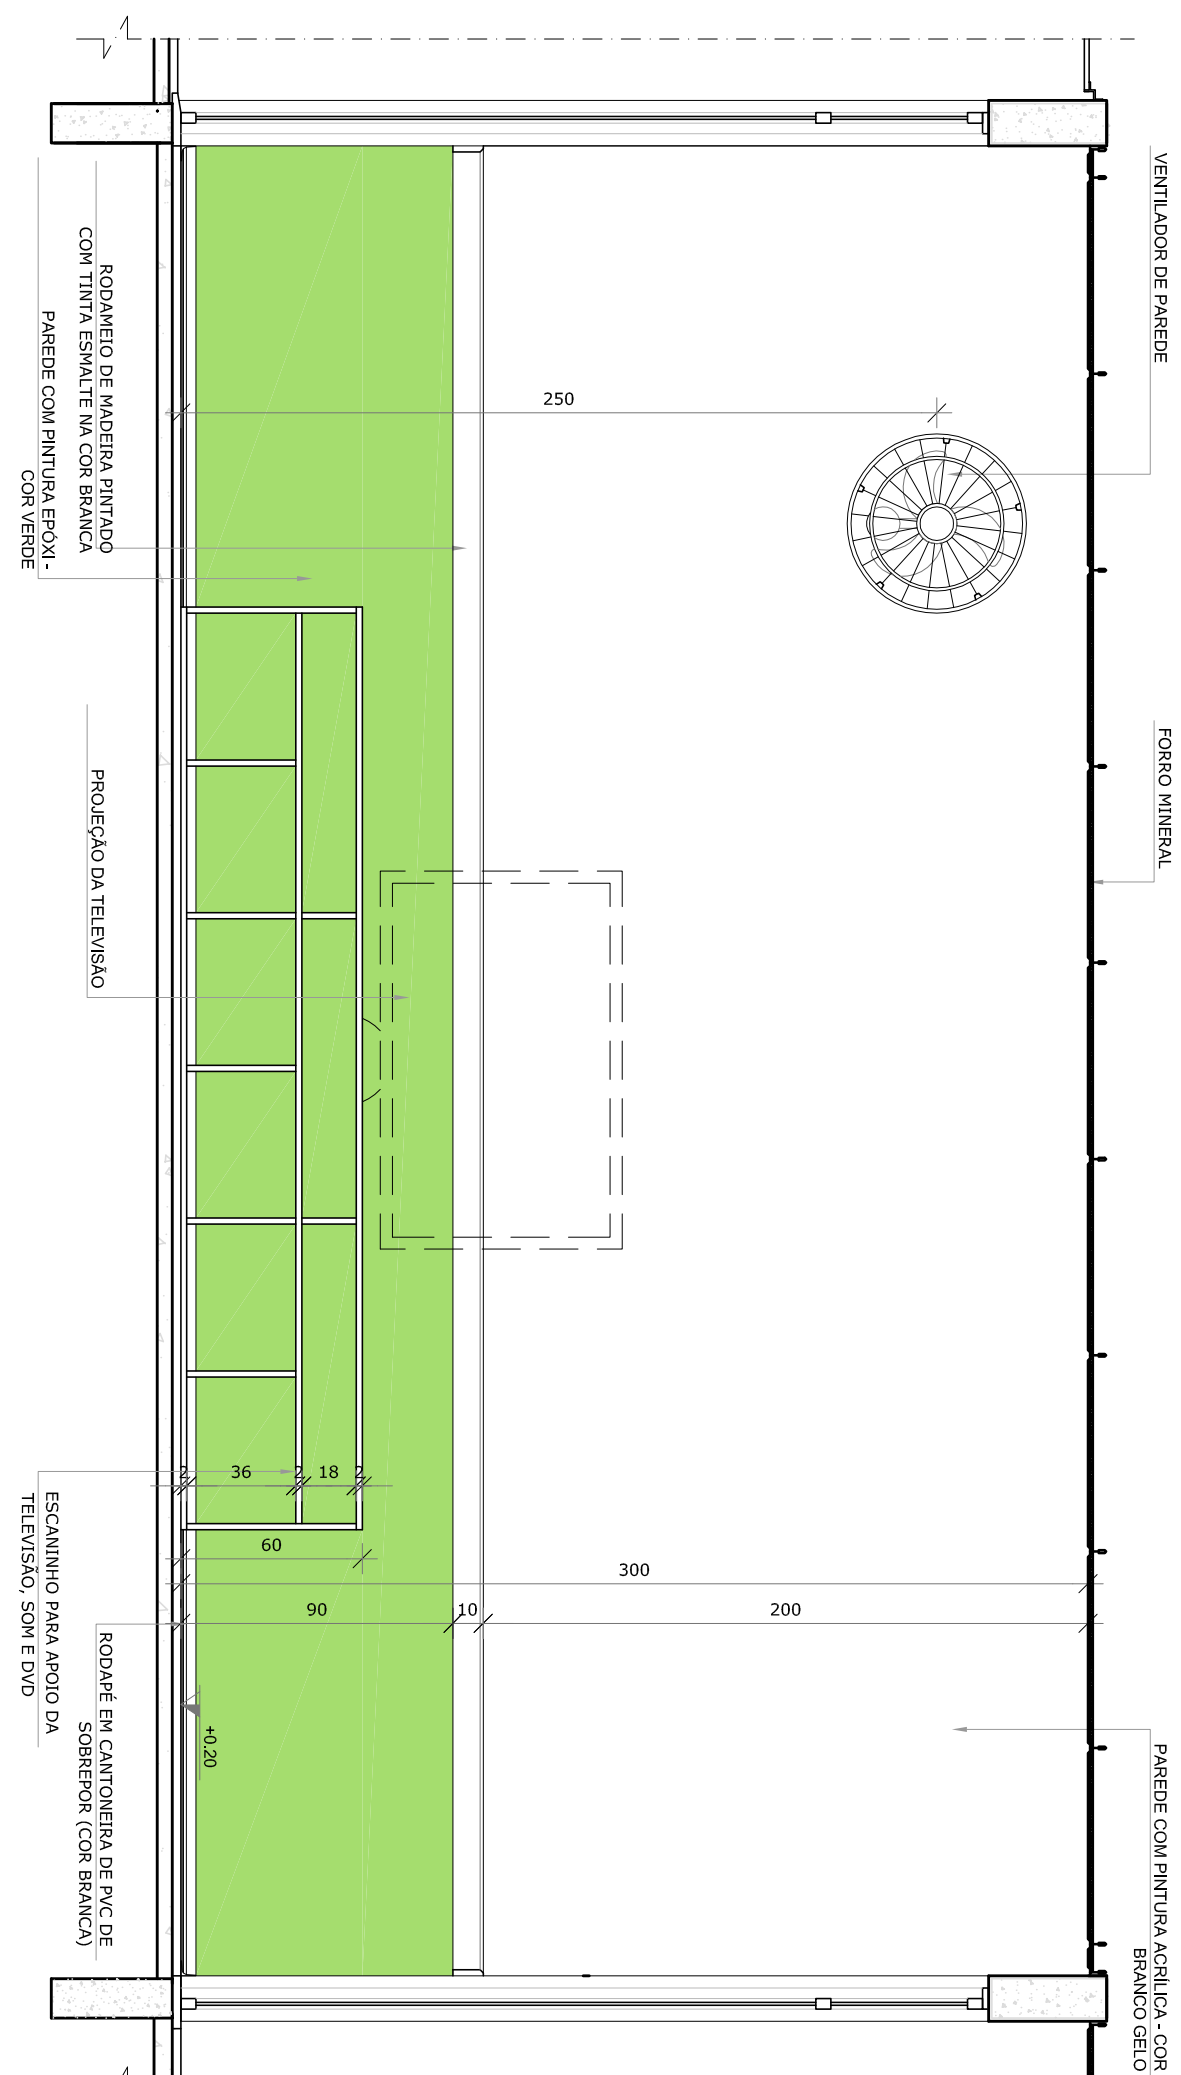 VENTILADOR DE PAREDE
FORRO MINERAL
PAREDE COM PINTURA ACRÍLICA - COR
BRANCO GELO
250
RODAMEIO DE MADEIRA PINTADO
COM TINTA ESMALTE NA COR BRANCA
PAREDE COM PINTURA EPÓXI -
COR VERDE
PROJEÇÃO DA TELEVISÃO
2
36
2
18
2
60
300
90
10
200
+0.20
ESCANINHO PARA APOIO DA
TELEVISÃO, SOM E DVD
RODAPÉ EM CANTONEIRA DE PVC DE
SOBREPOR (COR BRANCA)